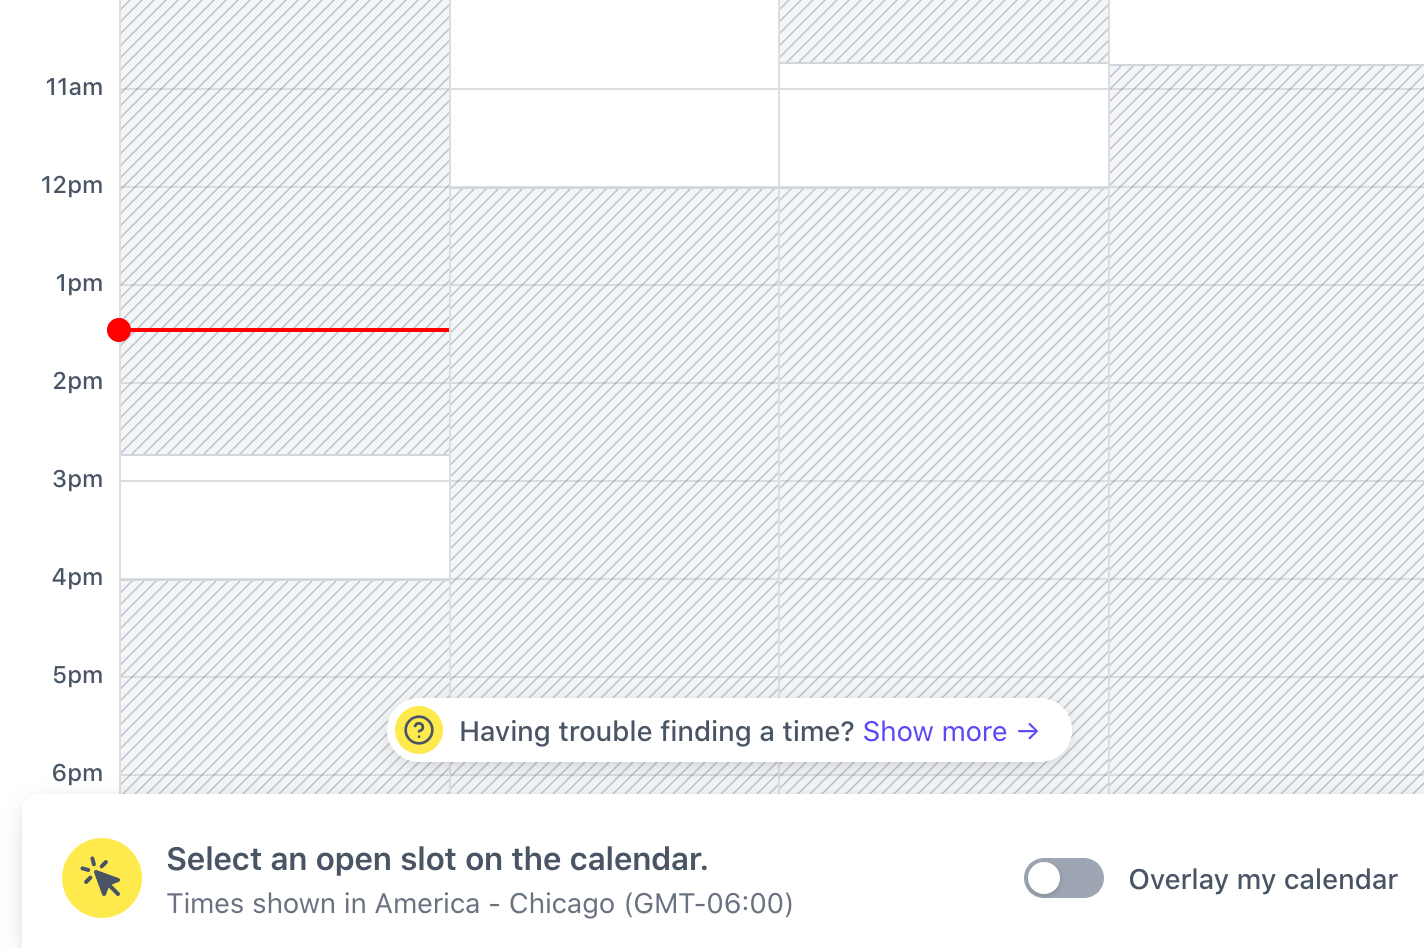 11am
12pm
1pm
2pm
3pm
4pm
5pm
Having trouble finding a time? Show more →
6pm
Select an open slot on the calendar.
Times shown in America - Chicago (GMT-06:00)
Overlay my calendar